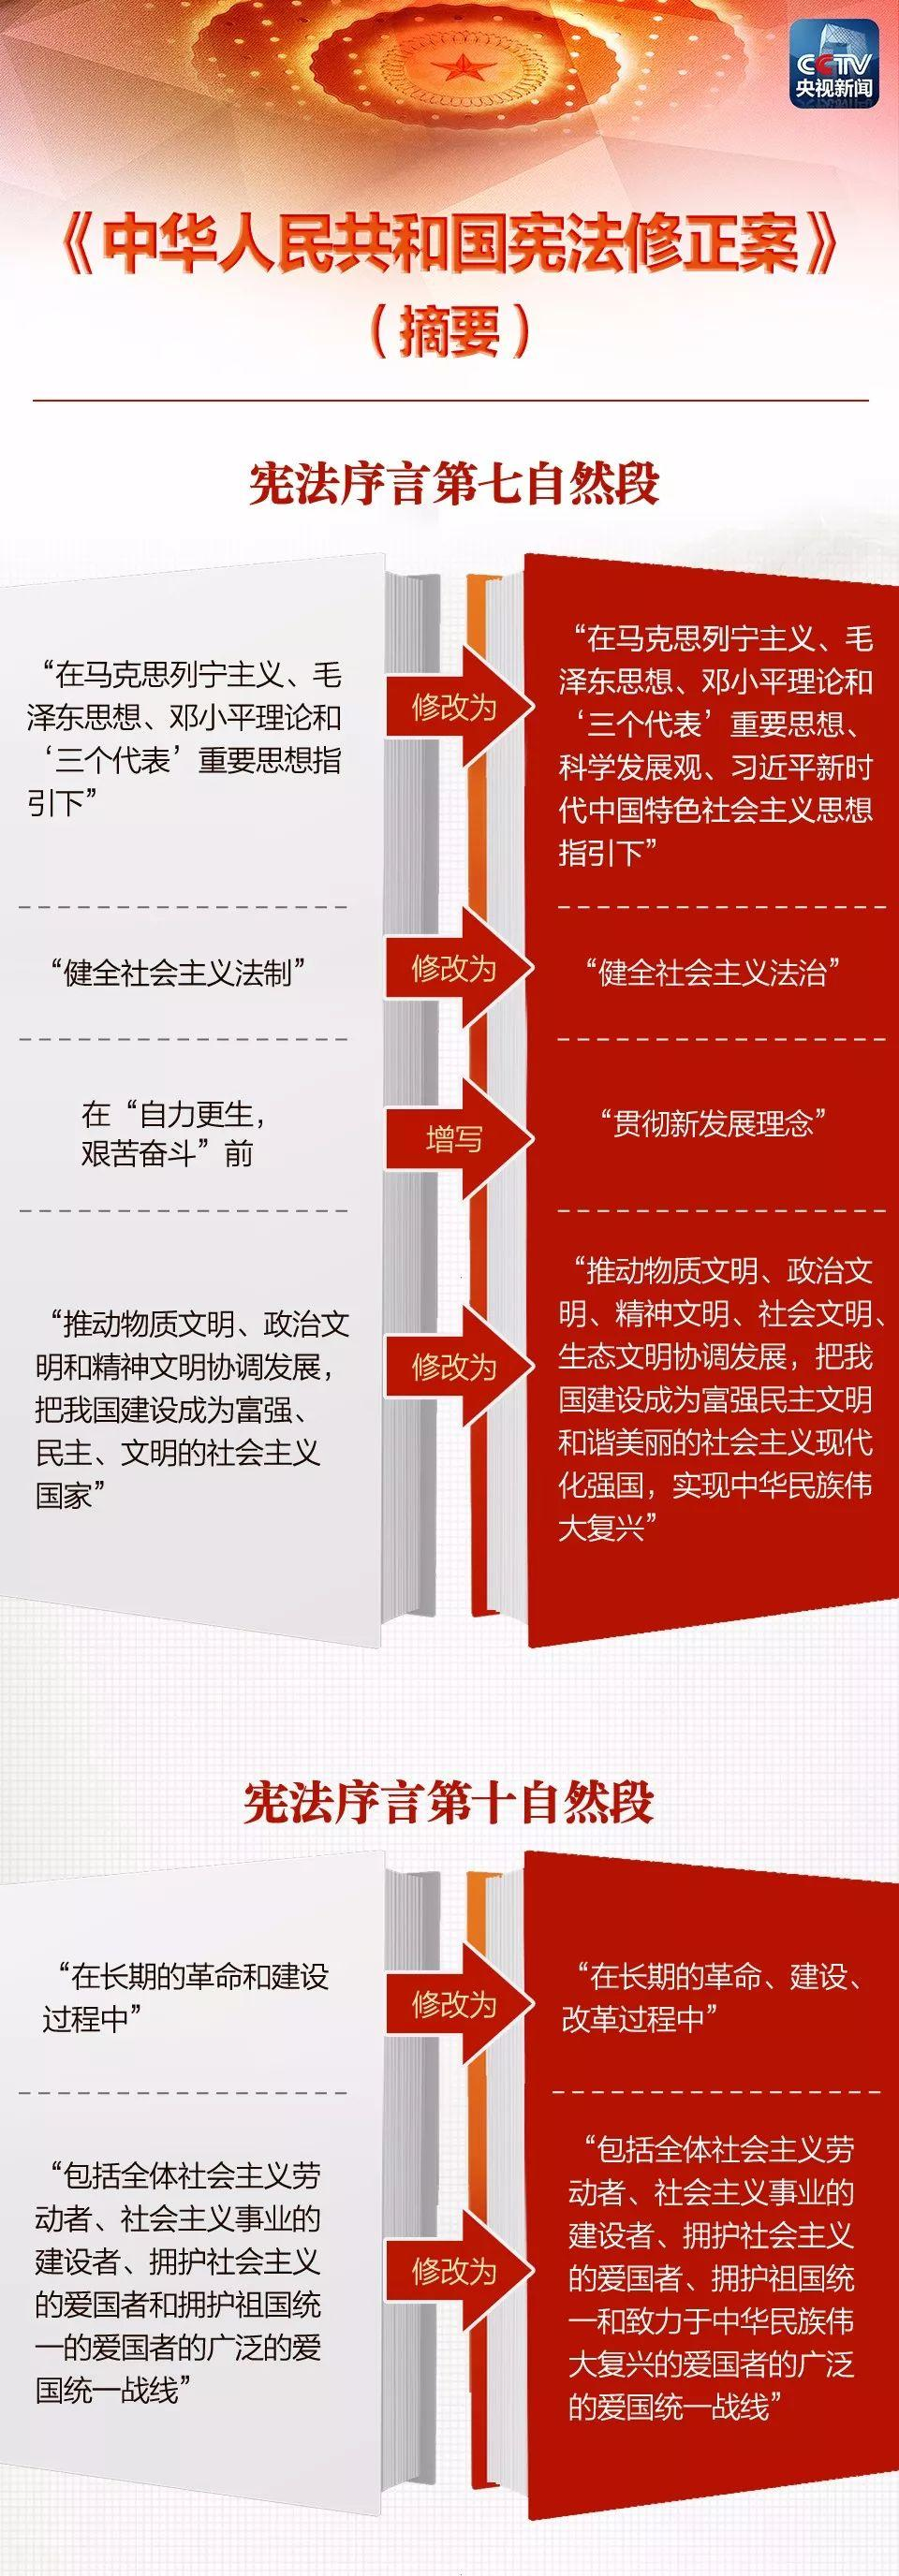 CCTV
央视新闻
《中华人民共和国宪法修正案》
（摘要）
宪法序言第七自然段
“在马克思列宁主义、毛
泽东思想、邓小平理论和
‘三个代表’重要思想指
引下”
修改为
“在马克思列宁主义、毛
泽东思想、邓小平理论和
‘三个代表’重要思想、
科学发展观、习近平新时
代中国特色社会主义思想
指引下”
“健全社会主义法制”
修改为
“健全社会主义法治”
在“自力更生，
艰苦奋斗”前
增写
“贯彻新发展理念”
“推动物质文明、政治文
明和精神文明协调发展，
把我国建设成为富强、
民主、文明的社会主义
国家”
修改为
“推动物质文明、政治文
明、精神文明、社会文明、
生态文明协调发展，把我
国建设成为富强民主文明
和谐美丽的社会主义现代
化强国，实现中华民族伟
大复兴”
宪法序言第十自然段
“在长期的革命和建设
过程中”
修改为
“在长期的革命、建设、
改革过程中”
“包括全体社会主义劳
动者、社会主义事业的
建设者、拥护社会主义
的爱国者和拥护祖国统
一的爱国者的广泛的爱
国统一战线”
修改为
“包括全体社会主义劳
动者、社会主义事业的
建设者、拥护社会主义
的爱国者、拥护祖国统
一和致力于中华民族伟
大复兴的爱国者的广泛
的爱国统一战线”